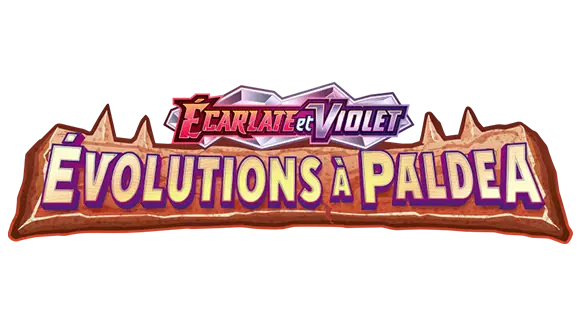 Écarlate et Violet
Évolutions à Paldea